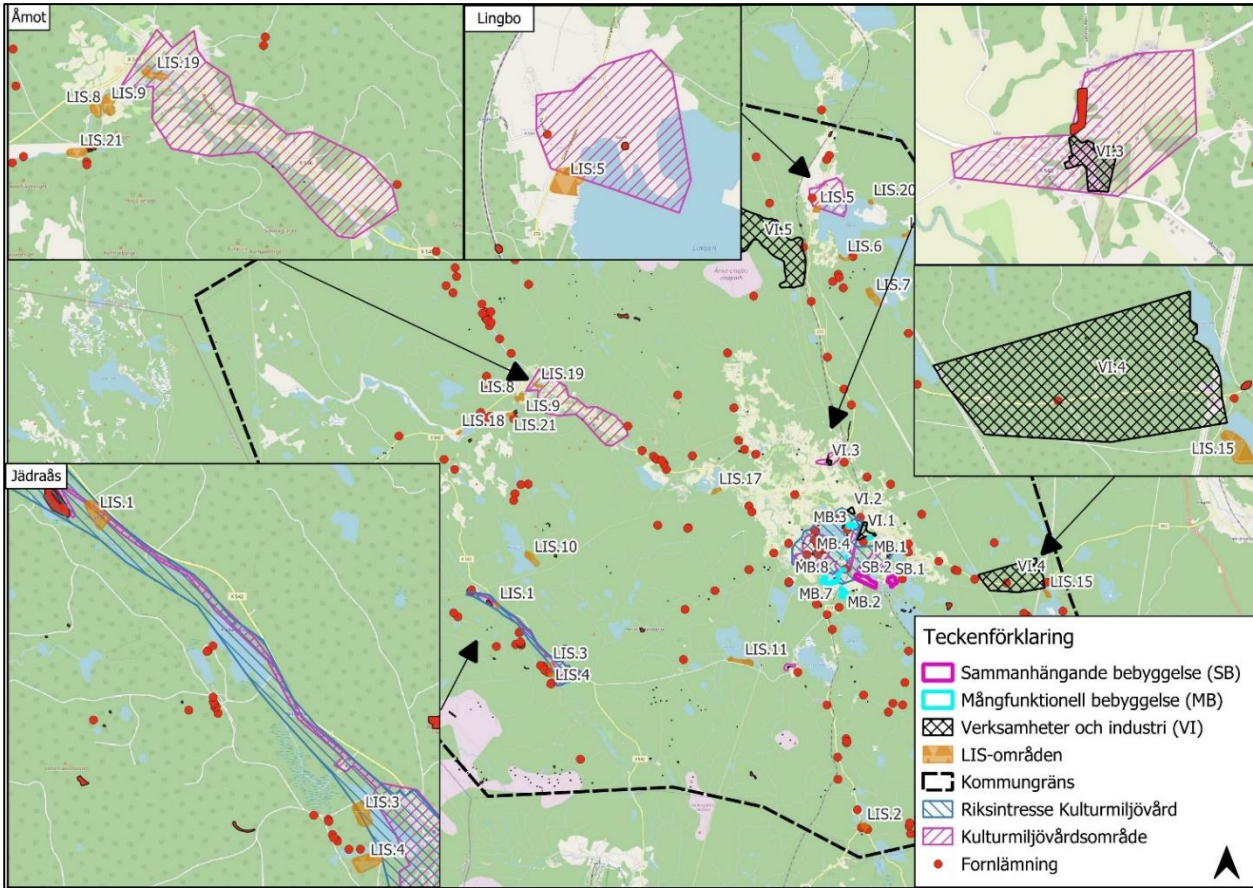 Åmot
LIS.19
LIS.8
LIS.9
LIS.21
Lingbo
LIS.5
VI.3
VI.4
LIS.15
LIS.5
LIS.20
VI.5
LIS.6
LIS.7
LIS.19
LIS.8
LIS.9
LIS.18
LIS.21
VI.3
LIS.17
VI.2
MB.3
VI.1
MB.1
MB.4
MB.8
SB.2
SB.1
MB.7
MB.2
LIS.10
VI.4
LIS.15
LIS.1
LIS.3
LIS.4
LIS.11
LIS.2
Jädraås
LIS.1
LIS.3
LIS.4
Teckenförklaring
Sammanhängande bebyggelse (SB)
Mångfunktionell bebyggelse (MB)
Verksamheter och industri (VI)
LIS-områden
Kommungräns
Riksintresse Kulturmiljövård
Kulturmiljövårdsområde
Fornlämning